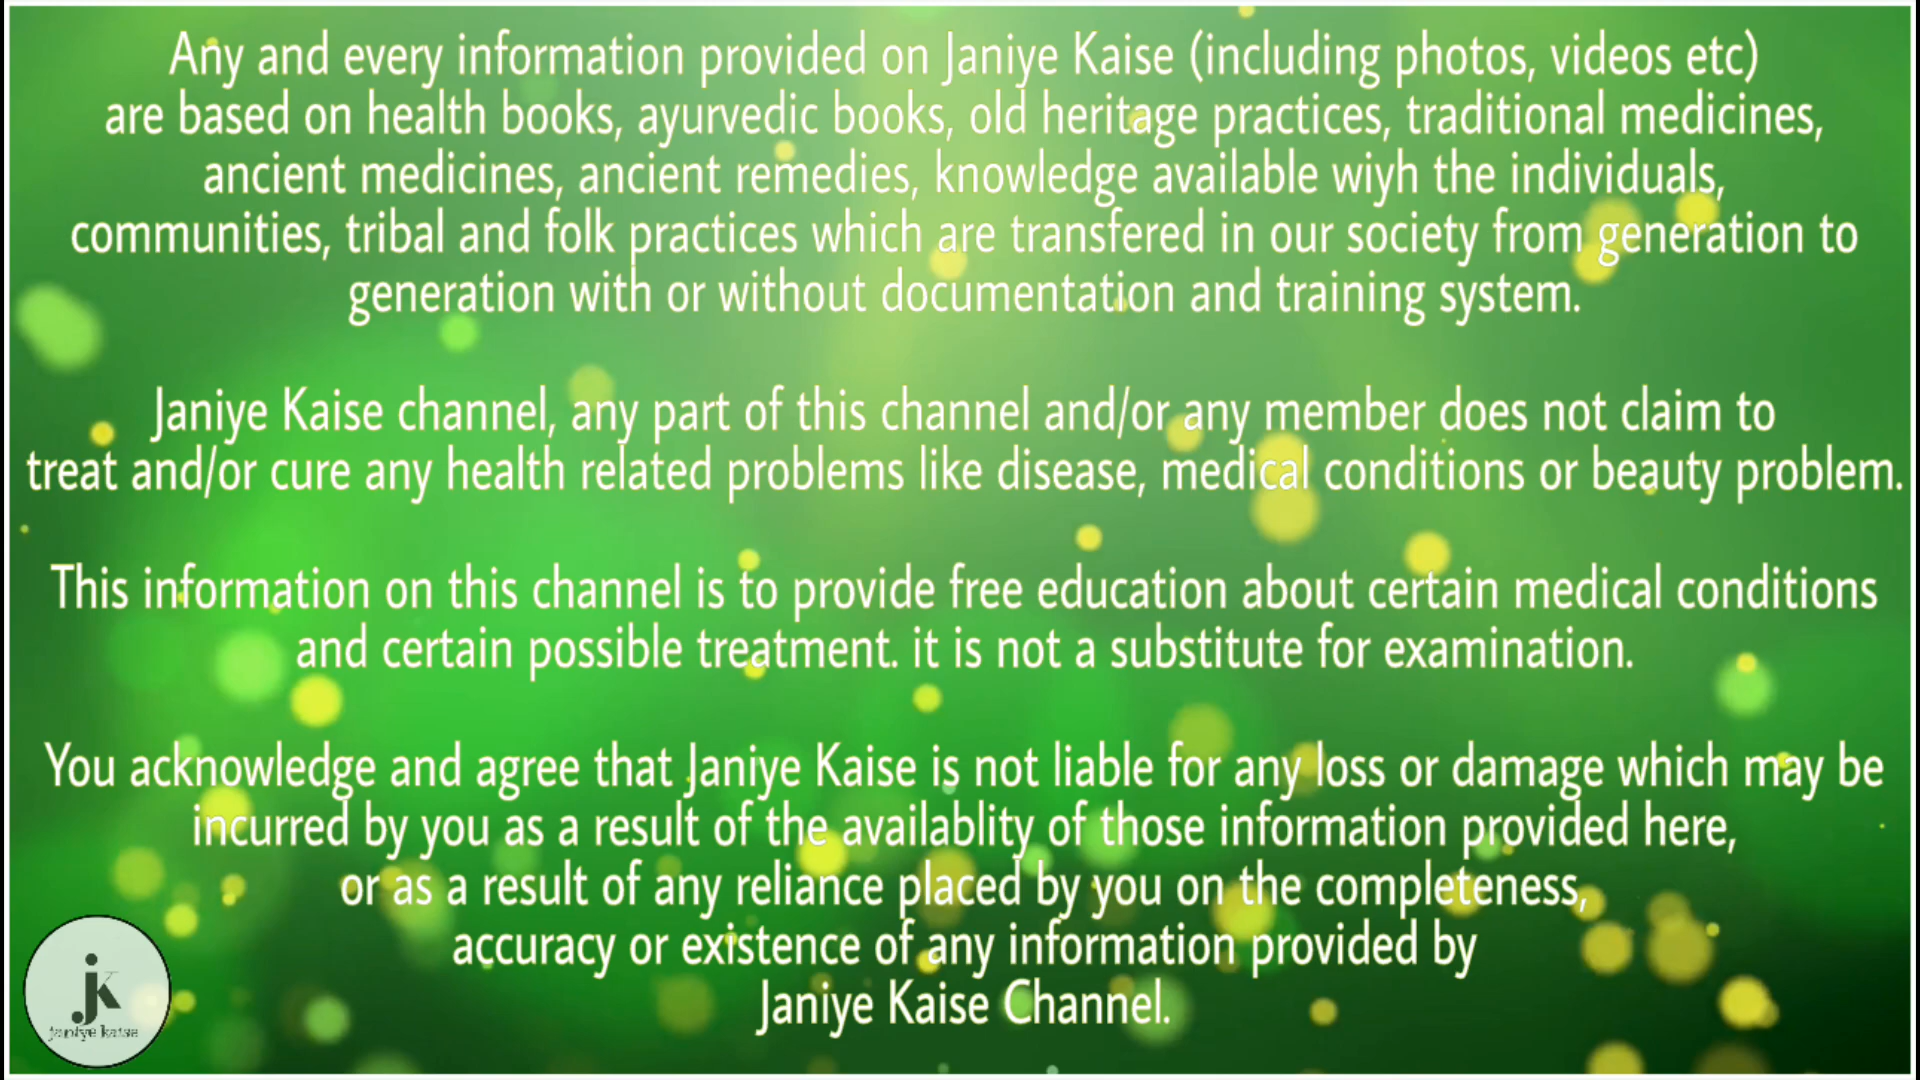 Any and every information provided on Janiye Kaise (including photos, videos etc)
are based on health books, ayurvedic books, old heritage practices, traditional medicines,
ancient medicines, ancient remedies, knowledge available wiyh the individuals,
communities, tribal and folk practices which are transfered in our society from generation to
generation with or without documentation and training system.
Janiye Kaise channel, any part of this channel and/or any member does not claim to
treat and/or cure any health related problems like disease, medical conditions or beauty problem.
This information on this channel is to provide free education about certain medical conditions
and certain possible treatment. it is not a substitute for examination.
You acknowledge and agree that Janiye Kaise is not liable for any loss or damage which may be
incurred by you as a result of the availablity of those information provided here,
or as a result of any reliance placed by you on the completeness,
accuracy or existence of any information provided by
Janiye Kaise Channel.
jk
janiye kaise